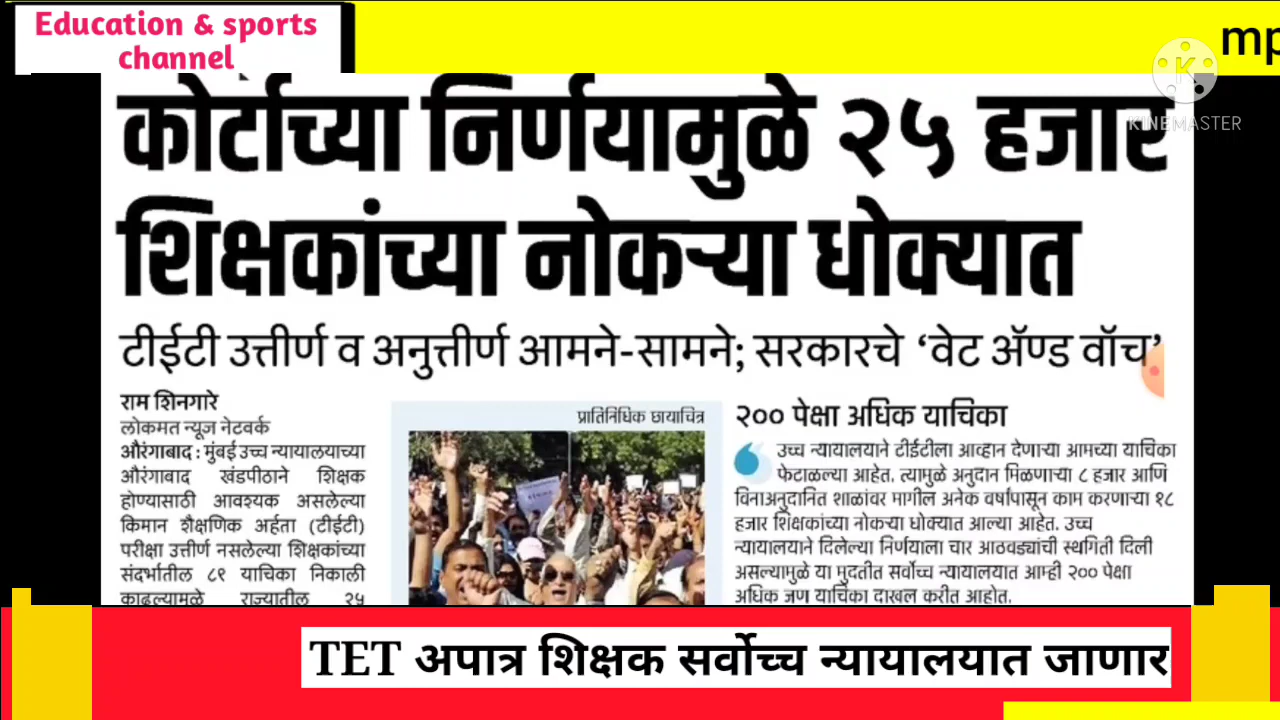 Education & sports
channel
mp
KINEMASTER
कोर्टाच्या निर्णयामुळे २५ हजार
शिक्षकांच्या नोकऱ्या धोक्यात
टीईटी उत्तीर्ण व अनुत्तीर्ण आमने-सामने; सरकारचे ‘वेट ॲण्ड वॉच’
राम शिनगारे
लोकमत न्यूज नेटवर्क
औरंगाबाद : मुंबई उच्च न्यायालयाच्या
औरंगाबाद खंडपीठाने शिक्षक
होण्यासाठी आवश्यक असलेल्या
किमान शैक्षणिक अर्हता (टीईटी)
परीक्षा उत्तीर्ण नसलेल्या शिक्षकांच्या
संदर्भातील ८९ याचिका निकाली
काढल्यामुळे राज्यातील २५
प्रातिनिधिक छायाचित्र
२०० पेक्षा अधिक याचिका
उच्च न्यायालयाने टीईटीला आव्हान देणाऱ्या आमच्या याचिका
फेटाळल्या आहेत. त्यामुळे अनुदान मिळणाऱ्या ८ हजार आणि
विनाअनुदानित शाळांवर मागील अनेक वर्षांपासून काम करणाऱ्या १८
हजार शिक्षकांच्या नोकऱ्या धोक्यात आल्या आहेत. उच्च
न्यायालयाने दिलेल्या निर्णयाला चार आठवड्यांची स्थगिती दिली
असल्यामुळे या मुदतीत सर्वोच्च न्यायालयात आम्ही २०० पेक्षा
अधिक जण याचिका दाखल करीत आहोत.
TET अपात्र शिक्षक सर्वोच्च न्यायालयात जाणार